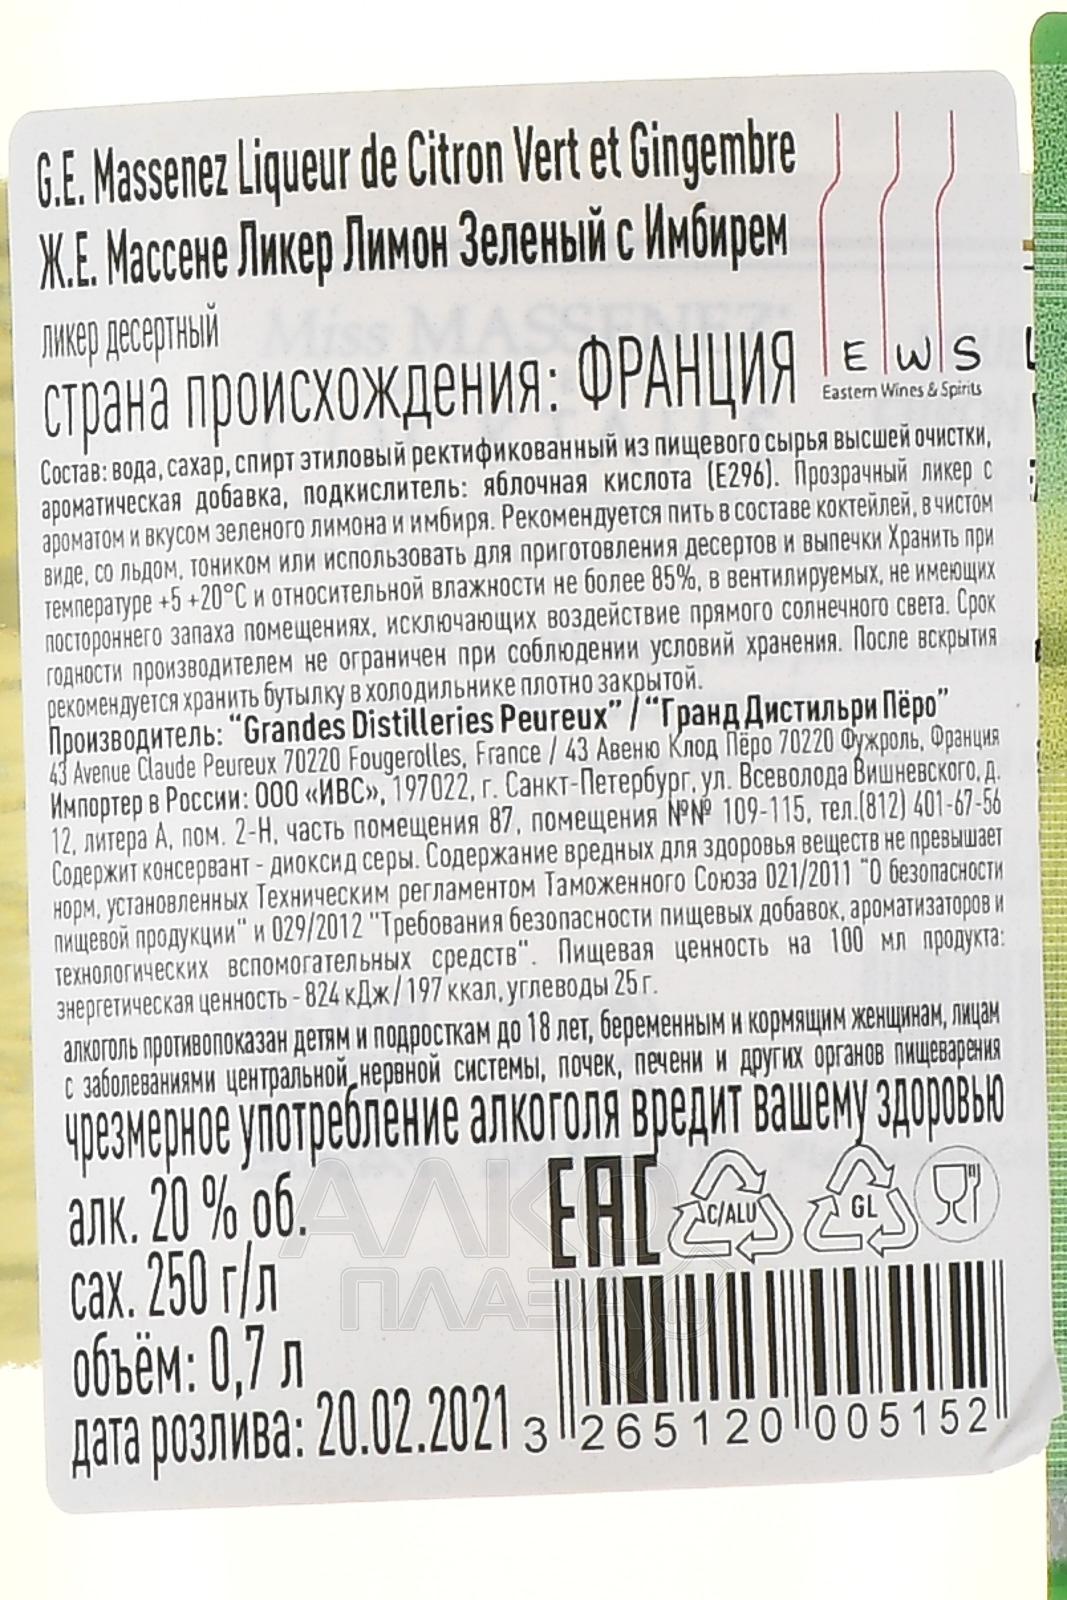 G.E. Massenez Liqueur de Citron Vert et Gingembre
Ж.Е. Массене Ликер Лимон Зеленый с Имбирем
ликер десертный
страна происхождения: ФРАНЦИЯ
E W S
Eastern Wines & Spirits
Состав: вода, сахар, спирт этиловый ректификованный из пищевого сырья высшей очистки,
ароматическая добавка, подкислитель: яблочная кислота (Е296). Прозрачный ликер с
ароматом и вкусом зеленого лимона и имбиря. Рекомендуется пить в составе коктейлей, в чистом
виде, со льдом, тоником или использовать для приготовления десертов и выпечки Хранить при
температуре +5 +20°С и относительной влажности не более 85%, в вентилируемых, не имеющих
постороннего запаха помещениях, исключающих воздействие прямого солнечного света. Срок
годности производителем не ограничен при соблюдении условий хранения. После вскрытия
рекомендуется хранить бутылку в холодильнике плотно закрытой.
Производитель: “Grandes Distilleries Peureux” / “Гранд Дистильри Пёро”
43 Avenue Claude Peureux 70220 Fougerolles, France / 43 Авеню Клод Пёро 70220 Фужроль, Франция
Импортер в России: ООО «ИВС», 197022, г. Санкт-Петербург, ул. Всеволода Вишневского, д.
12, литера А, пом. 2-Н, часть помещения 87, помещения №№ 109-115, тел.(812) 401-67-56
Содержит консервант - диоксид серы. Содержание вредных для здоровья веществ не превышает
норм, установленных Техническим регламентом Таможенного Союза 021/2011 "О безопасности
пищевой продукции" и 029/2012 "Требования безопасности пищевых добавок, ароматизаторов и
технологических вспомогательных средств". Пищевая ценность на 100 мл продукта:
энергетическая ценность - 824 кДж / 197 ккал, углеводы 25 г.
алкоголь противопоказан детям и подросткам до 18 лет, беременным и кормящим женщинам, лицам
с заболеваниями центральной нервной системы, почек, печени и других органов пищеварения
чрезмерное употребление алкоголя вредит вашему здоровью
алк. 20 % об.
сах. 250 г/л
объём: 0,7 л
дата розлива: 20.02.2021
EAC
C/ALU
GL
3 265120 005152
АЛКО
ПЛАЗА
Miss MASSENEZ